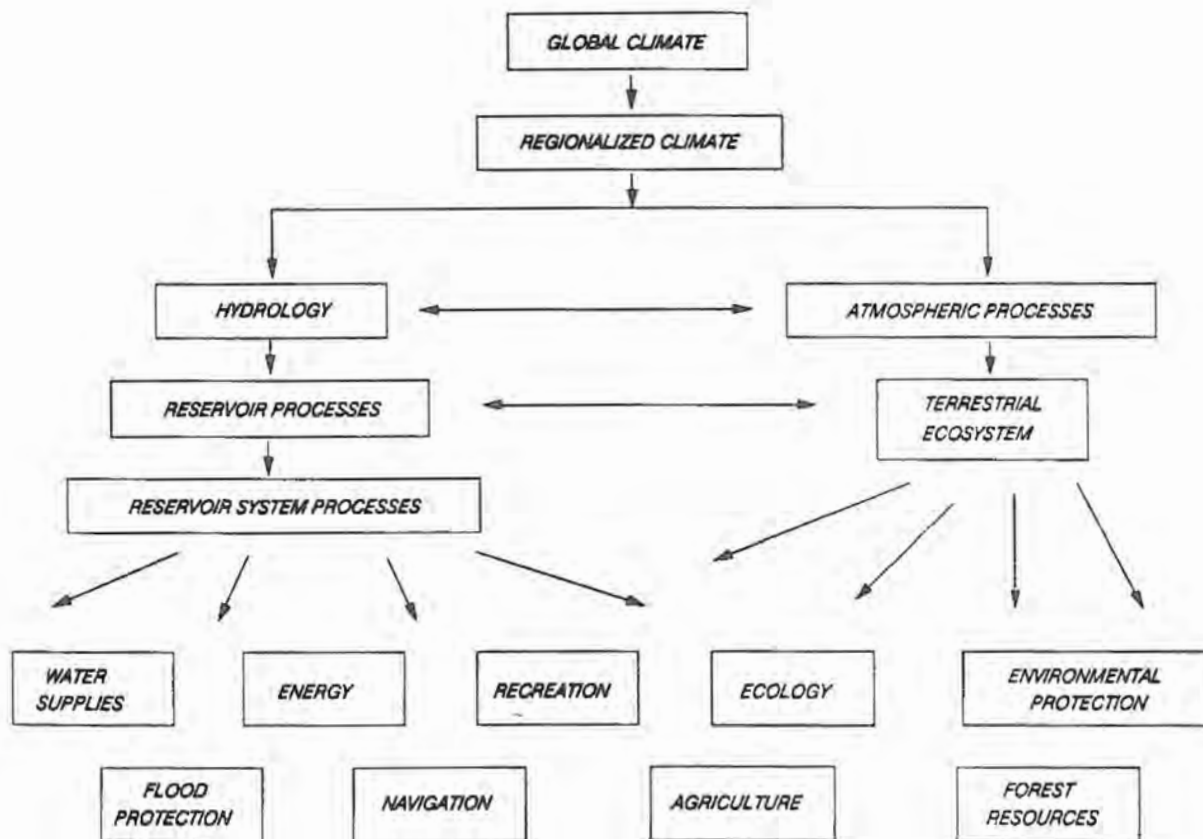 GLOBAL CLIMATE
REGIONALIZED CLIMATE
HYDROLOGY
ATMOSPHERIC PROCESSES
RESERVOIR PROCESSES
TERRESTRIAL
ECOSYSTEM
RESERVOIR SYSTEM PROCESSES
WATER
SUPPLIES
ENERGY
RECREATION
ECOLOGY
ENVIRONMENTAL
PROTECTION
FLOOD
PROTECTION
NAVIGATION
AGRICULTURE
FOREST
RESOURCES